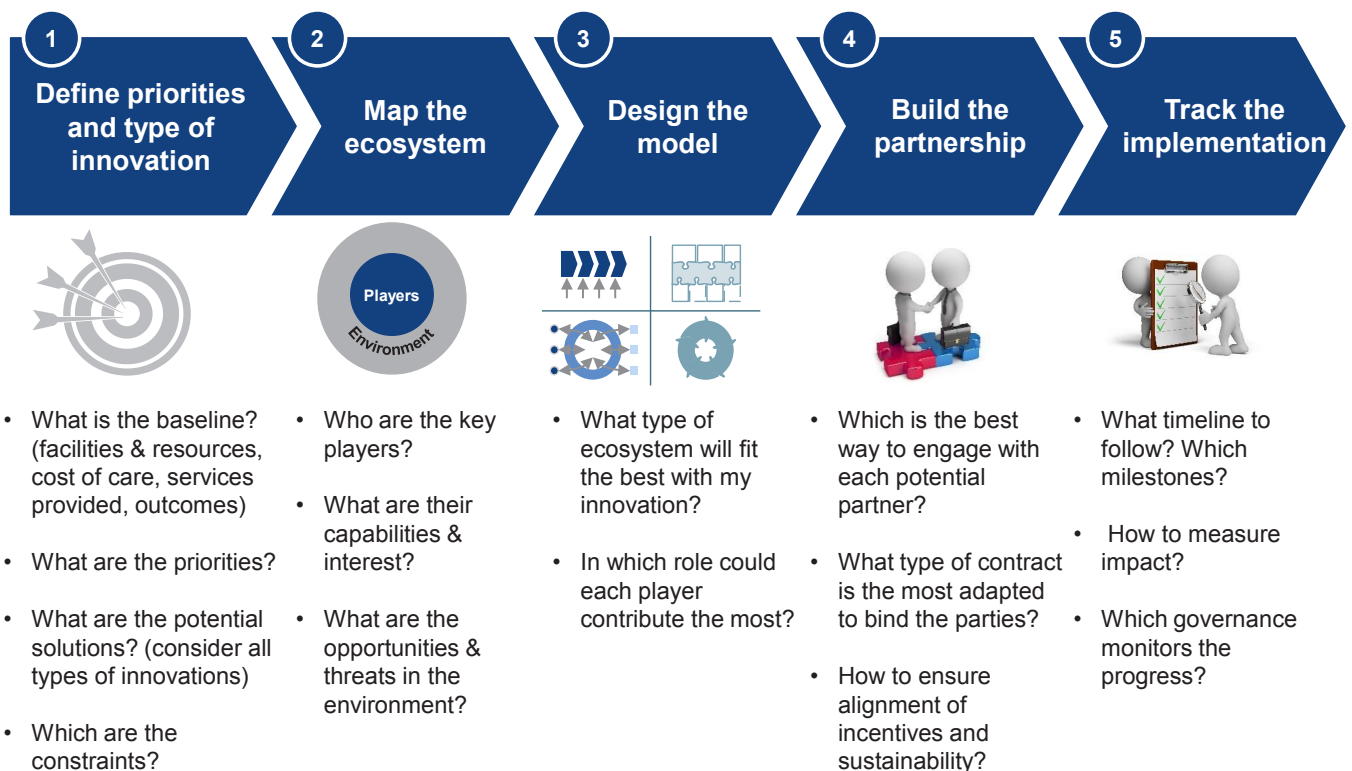 1
Define priorities
and type of
innovation
2
Map the
ecosystem
3
Design the
model
4
Build the
partnership
5
Track the
implementation
Players
Environment
• What is the baseline?
(facilities & resources,
cost of care, services
provided, outcomes)
• What are the priorities?
• What are the potential
solutions? (consider all
types of innovations)
• Which are the
constraints?
• Who are the key
players?
• What are their
capabilities &
interest?
• What are the
opportunities &
threats in the
environment?
• What type of
ecosystem will fit
the best with my
innovation?
• In which role could
each player
contribute the most?
• Which is the best
way to engage with
each potential
partner?
• What type of contract
is the most adapted
to bind the parties?
• How to ensure
alignment of
incentives and
sustainability?
• What timeline to
follow? Which
milestones?
• How to measure
impact?
• Which governance
monitors the
progress?